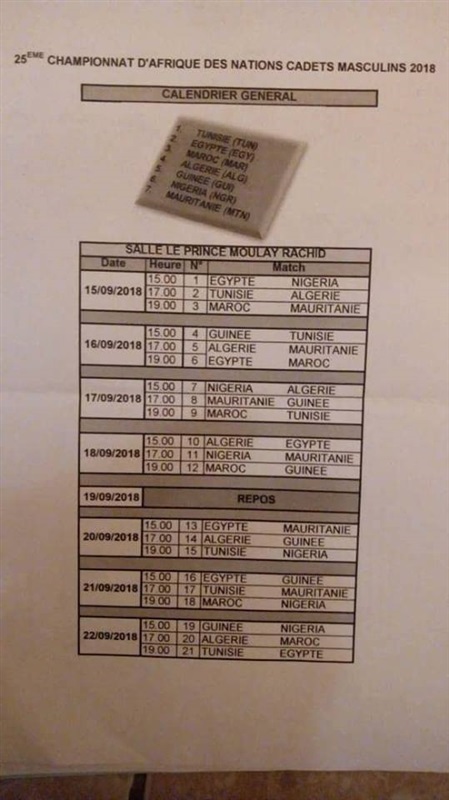 25EME CHAMPIONNAT D'AFRIQUE DES NATIONS CADETS MASCULINS 2018
CALENDRIER GENERAL
1. TUNISIE (TUN)
2. EGYPTE (EGY)
3. MAROC (MAR)
4. ALGERIE (ALG)
5. GUINEE (GUI)
6. NIGERIA (NGR)
7. MAURITANIE (MTN)
SALLE LE PRINCE MOULAY RACHID
Date Heure N° Match
15/09/2018
15.00 1 EGYPTE NIGERIA
17.00 2 TUNISIE ALGERIE
19.00 3 MAROC MAURITANIE
16/09/2018
15.00 4 GUINEE TUNISIE
17.00 5 ALGERIE MAURITANIE
19.00 6 EGYPTE MAROC
17/09/2018
15.00 7 NIGERIA ALGERIE
17.00 8 MAURITANIE GUINEE
19.00 9 MAROC TUNISIE
18/09/2018
15.00 10 ALGERIE EGYPTE
17.00 11 NIGERIA MAURITANIE
19.00 12 MAROC GUINEE
19/09/2018 REPOS
20/09/2018
15.00 13 EGYPTE MAURITANIE
17.00 14 ALGERIE GUINEE
19.00 15 TUNISIE NIGERIA
21/09/2018
15.00 16 EGYPTE GUINEE
17.00 17 TUNISIE MAURITANIE
19.00 18 MAROC NIGERIA
22/09/2018
15.00 19 GUINEE NIGERIA
17.00 20 ALGERIE MAROC
19.00 21 TUNISIE EGYPTE